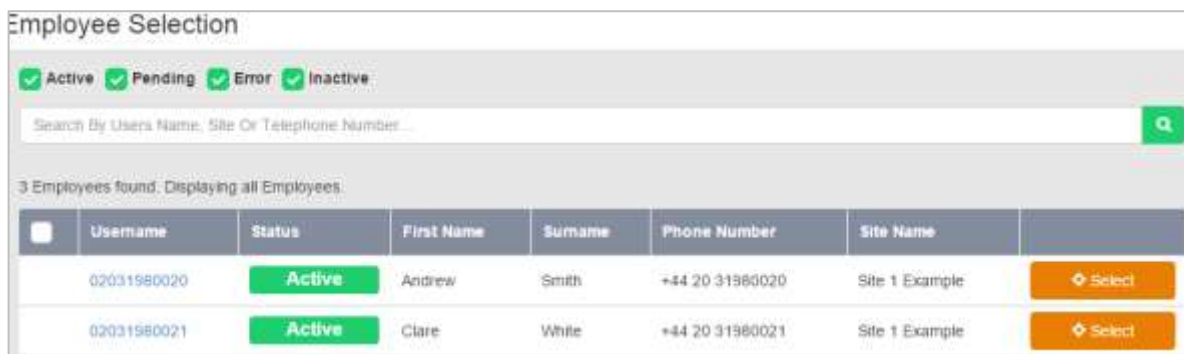 Employee Selection
Active Pending Error Inactive
Search By Users Name, Site Or Telephone Number...
3 Employees found. Displaying all Employees.
Username Status First Name Surname Phone Number Site Name
02031980020 Active Andrew Smith +44 20 31980020 Site 1 Example Select
02031980021 Active Clare White +44 20 31980021 Site 1 Example Select